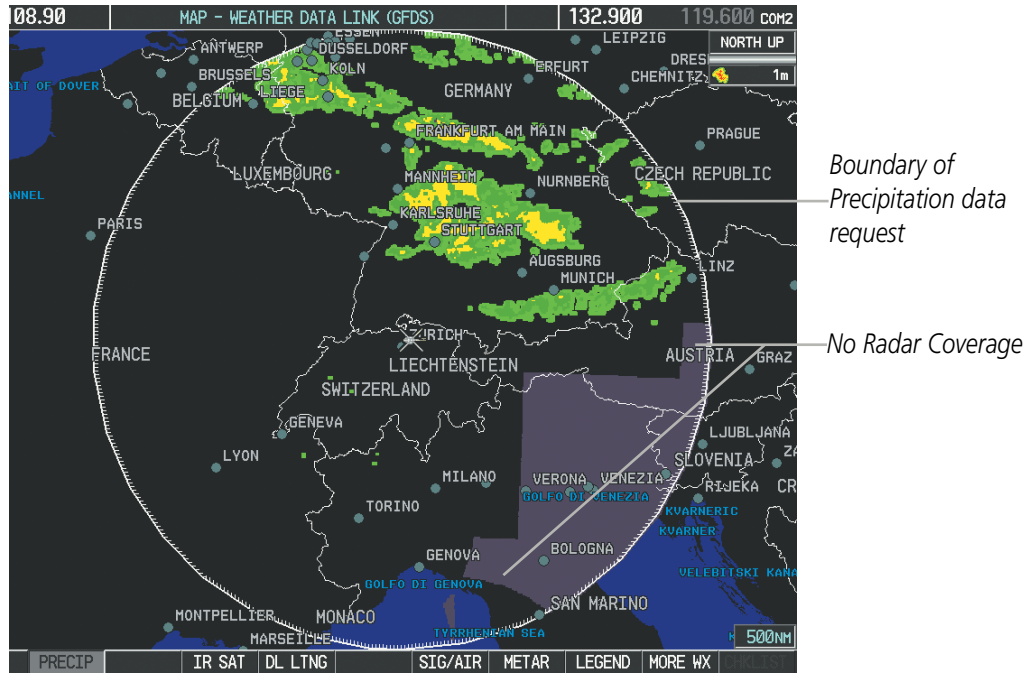 108.90
MAP - WEATHER DATA LINK (GFDS)
132.900
119.600 COM2
NORTH UP
1m
ESSEN
LEIPZIG
ANTWERP
DUSSELDORF
DRES
BRUSSELS
KOLN
ERFURT
CHEMNITZ
AIT OF DOVER
BELGIUM
LIEGE
GERMANY
FRANKFURT AM MAIN
PRAGUE
LUXEMBOURG
MANNHEIM
NURNBERG
CZECH REPUBLIC
ANNEL
KARLSRUHE
PARIS
STUTTGART
AUGSBURG
MUNICH
LINZ
ZURICH
FRANCE
LIECHTENSTEIN
AUSTRIA
GRAZ
SWITZERLAND
GENEVA
LJUBLJANA
LYON
SLOVENIA
ZA
MILANO
VERONA
VENEZIA
RIJEKA
CR
GOLFO DI VENEZIA
TORINO
KVARNERIC
KVARNER
GENOVA
BOLOGNA
GOLFO DI GENOVA
VELEBITSKI KANA
SAN MARINO
MONTPELLIER
MONACO
TYRRHENIAN SEA
MARSEILLE
500NM
PRECIP
IR SAT
DL LTNG
SIG/AIR
METAR
LEGEND
MORE WX
CHKLIST
Boundary of
Precipitation data
request
No Radar Coverage